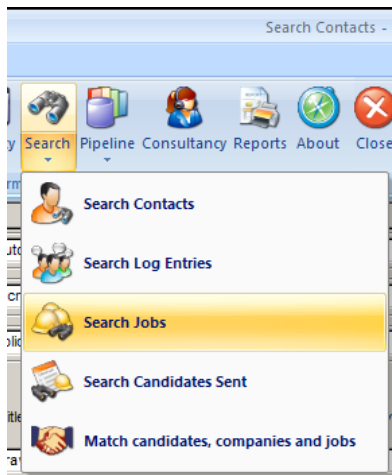 Search Contacts -
Search Pipeline Consultancy Reports About Close
Search Contacts
Search Log Entries
Search Jobs
Search Candidates Sent
Match candidates, companies and jobs